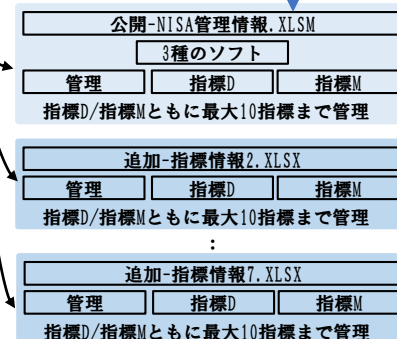 公開-NISA管理情報.XLSM
3種のソフト
管理 指標D 指標M
指標D/指標Mともに最大10指標まで管理
追加-指標情報2.XLSX
管理 指標D 指標M
指標D/指標Mともに最大10指標まで管理
:
追加-指標情報7.XLSX
管理 指標D 指標M
指標D/指標Mともに最大10指標まで管理